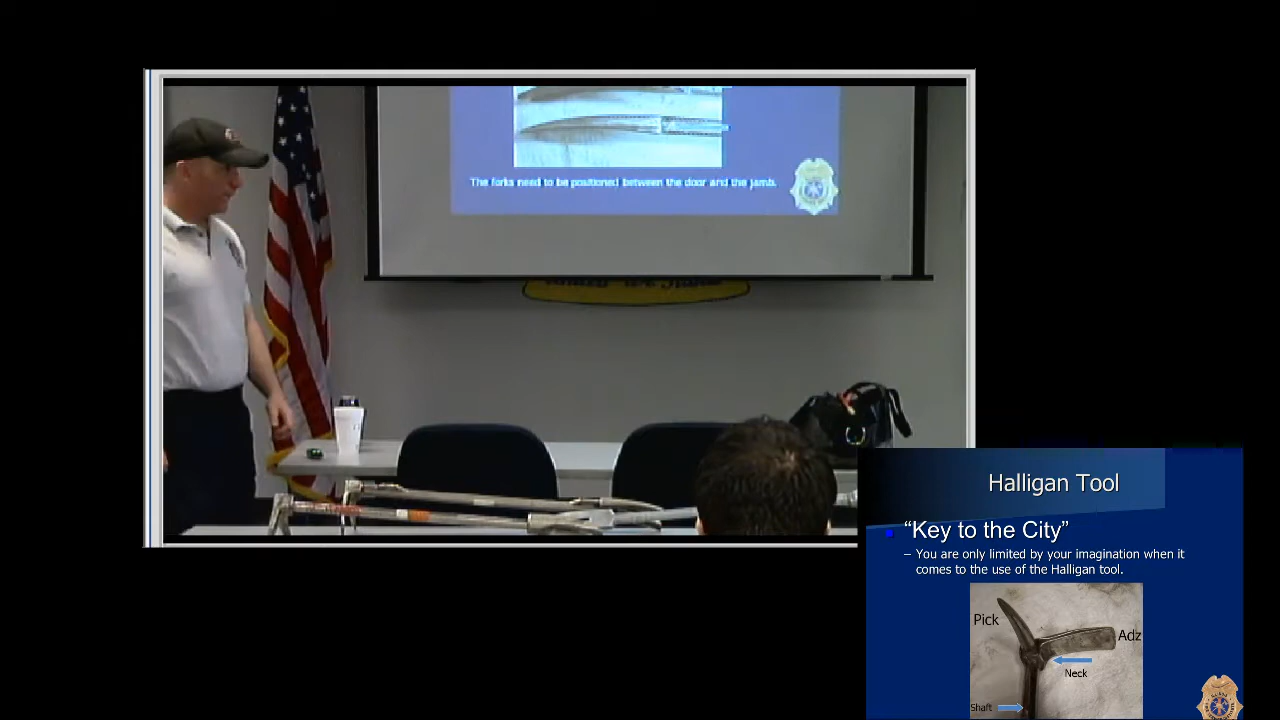 The forks need to be positioned between the door and the jamb.
Halligan Tool
“Key to the City”
– You are only limited by your imagination when it
comes to the use of the Halligan tool.
Pick
Adz
Neck
Shaft